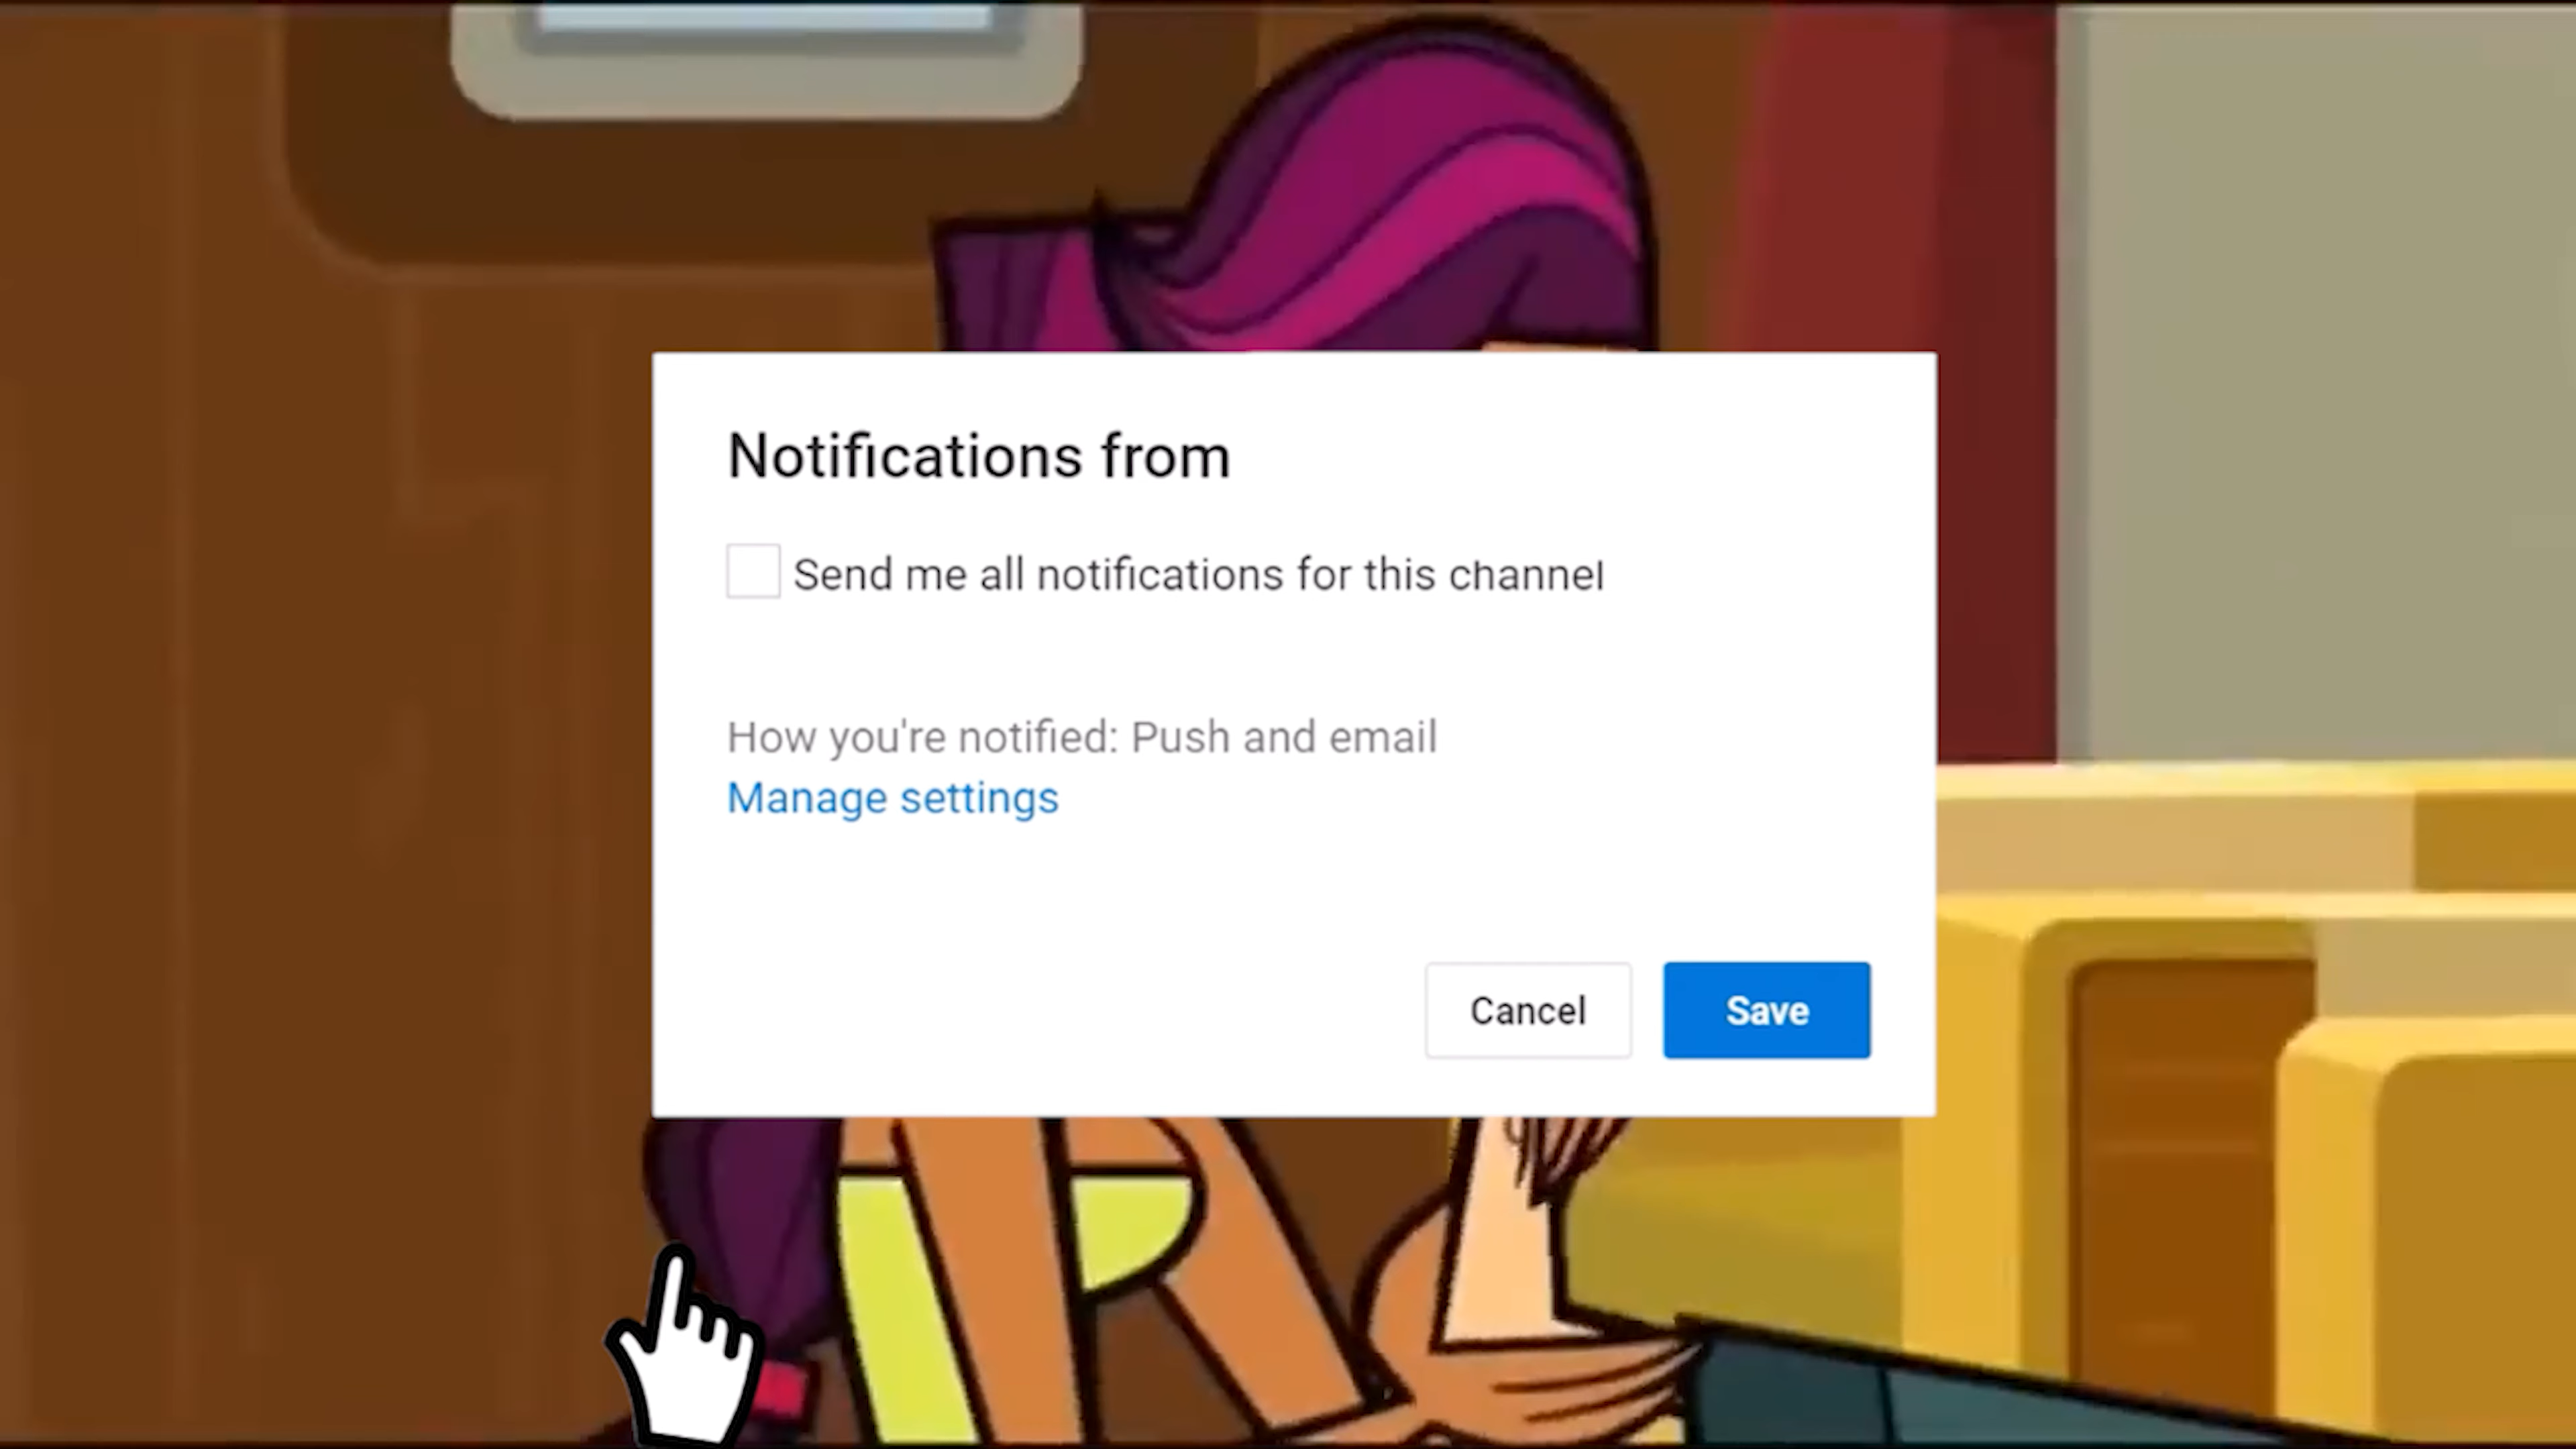 Notifications from
Send me all notifications for this channel
How you're notified: Push and email
Manage settings
Cancel
Save